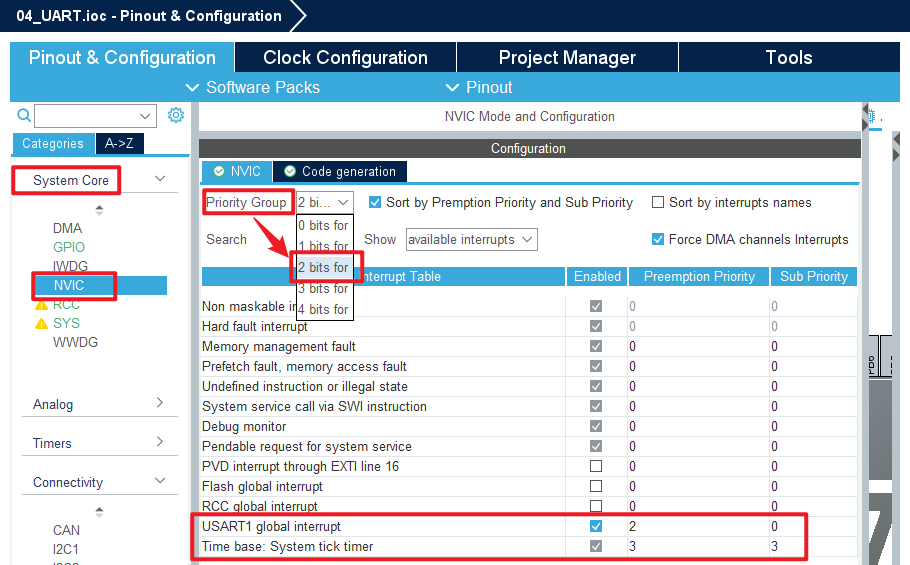 04_UART.ioc - Pinout & Configuration
Pinout & Configuration
Clock Configuration
Project Manager
Tools
Software Packs
Pinout
Categories
A->Z
System Core
DMA
GPIO
IWDG
NVIC
RCC
SYS
WWDG
Analog
Timers
Connectivity
CAN
I2C1
NVIC Mode and Configuration
Configuration
NVIC
Code generation
Priority Group 2 bi... Sort by Premption Priority and Sub Priority Sort by interrupts names
0 bits for
1 bits for
2 bits for
3 bits for
4 bits for
Search Show available interrupts Force DMA channels Interrupts
Interrupt Table Enabled Preemption Priority Sub Priority
Non maskable 0 0
Hard fault interrupt 0 0
Memory management fault 0 0
Prefetch fault, memory access fault 0 0
Undefined instruction or illegal state 0 0
System service call via SWI instruction 0 0
Debug monitor 0 0
Pendable request for system service 0 0
PVD interrupt through EXTI line 16 0 0
Flash global interrupt 0 0
RCC global interrupt 0 0
USART1 global interrupt 2 0
Time base: System tick timer 3 3